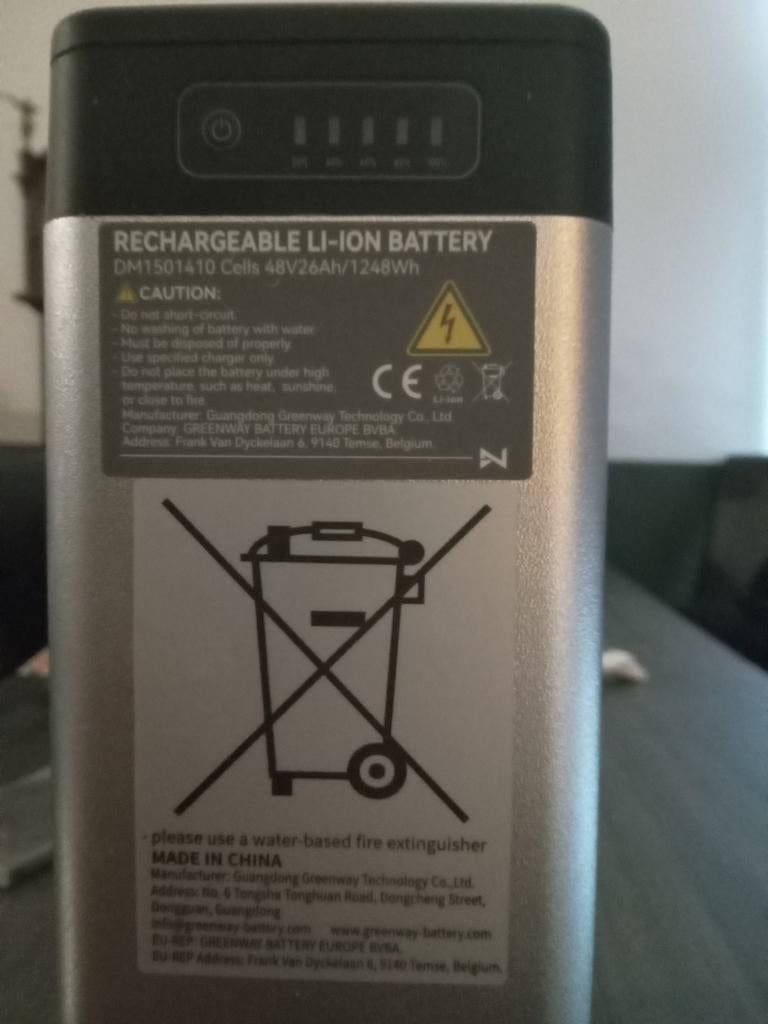 20% 40% 60% 80% 100%
RECHARGEABLE LI-ION BATTERY
DM1501410 Cells 48V26Ah/1248Wh
CAUTION:
- Do not short-circuit.
- No washing of battery with water.
- Must be disposed of properly.
- Use specified charger only.
- Do not place the battery under high
temperature, such as heat, sunshine,
or close to fire.
CE
Li-ion
Manufacturer: Guangdong Greenway Technology Co., Ltd.
Company: GREENWAY BATTERY EUROPE BVBA.
Address: Frank Van Dyckelaan 6, 9140 Temse, Belgium.
- please use a water-based fire extinguisher
MADE IN CHINA
Manufacturer: Guangdong Greenway Technology Co.,Ltd.
Address: No. 6 Tongsha Tonghuan Road, Dongcheng Street,
Dongguan, Guangdong
info@greenway-battery.com www.greenway-battery.com
EU-REP: GREENWAY BATTERY EUROPE BVBA.
EU-REP Address: Frank Van Dyckelaan 6, 9140 Temse, Belgium.